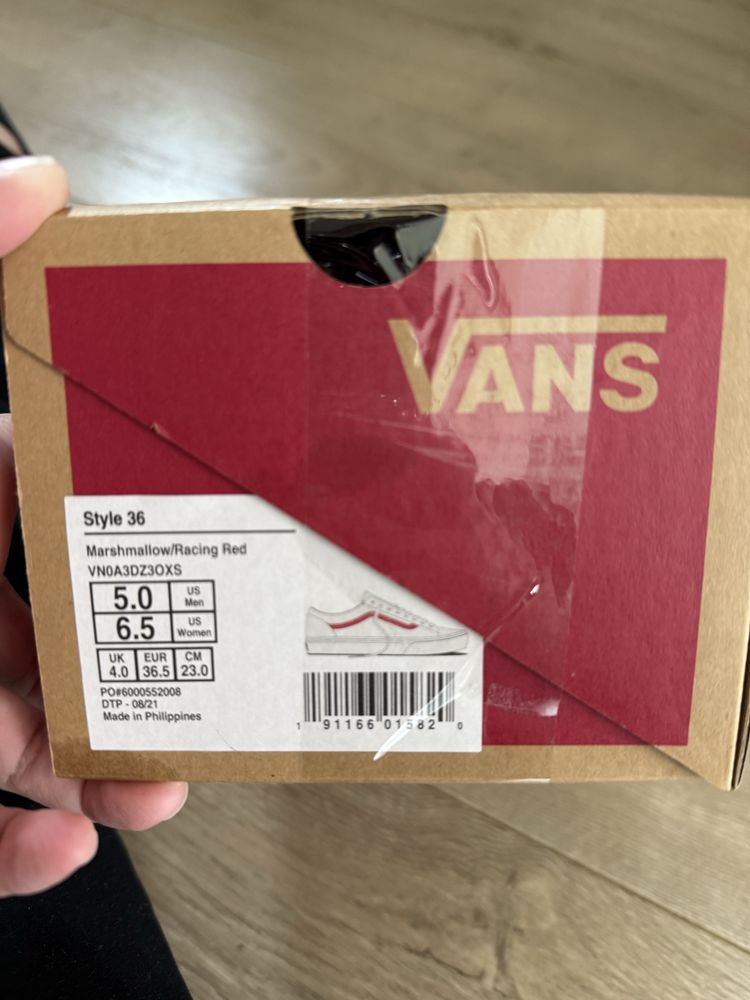 VANS
Style 36
Marshmallow/Racing Red
VN0A3DZ3OXS
5.0 US Men
6.5 US Women
UK 4.0 EUR 36.5 CM 23.0
PO#6000552008
DTP - 08/21
Made in Philippines
1 91166 01582 0